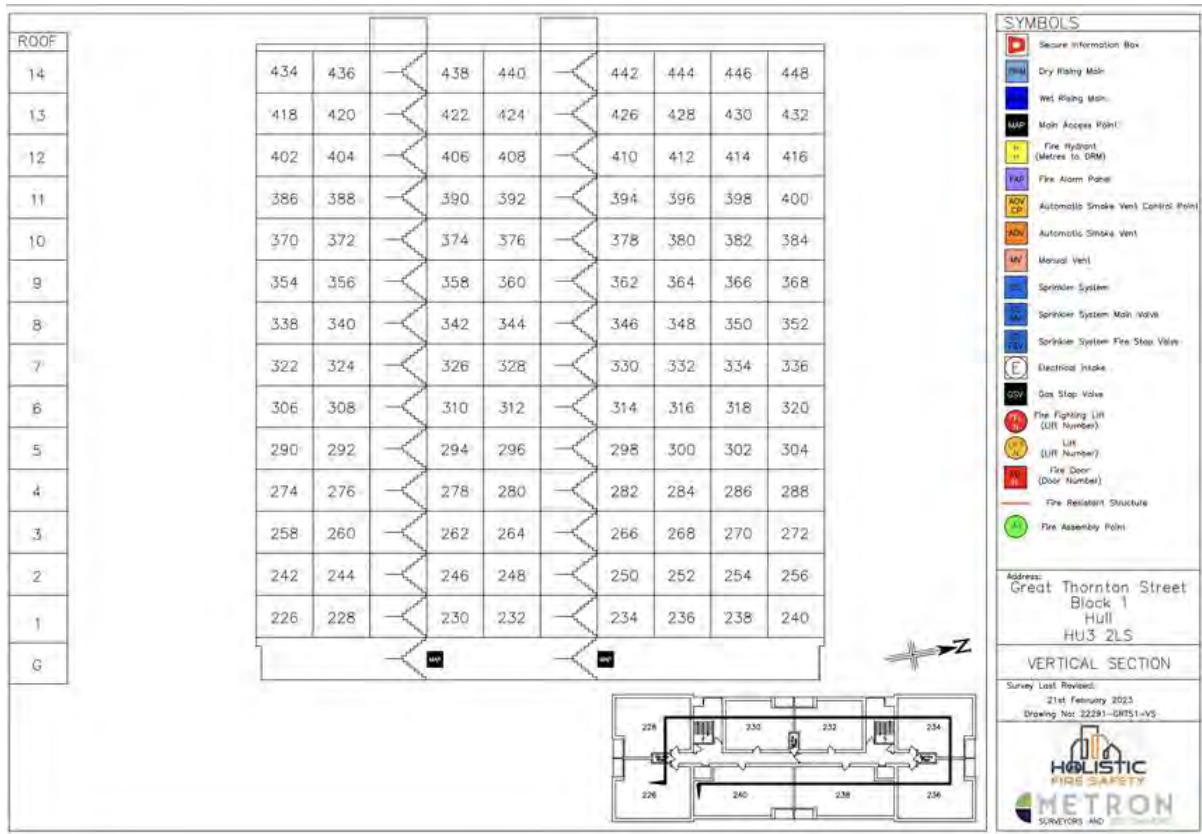 ROOF
14 434 436 438 440 442 444 446 448
13 418 420 422 424 426 428 430 432
12 402 404 406 408 410 412 414 416
11 386 388 390 392 394 396 398 400
10 370 372 374 376 378 380 382 384
9 354 356 358 360 362 364 366 368
8 338 340 342 344 346 348 350 352
7 322 324 326 328 330 332 334 336
6 306 308 310 312 314 316 318 320
5 290 292 294 296 298 300 302 304
4 274 276 278 280 282 284 286 288
3 258 260 262 264 266 268 270 272
2 242 244 246 248 250 252 254 256
1 226 228 230 232 234 236 238 240
G MAP MAP
N
228 230 232 234
226 240 238 236
SYMBOLS
Secure Information Box
DRM Dry Rising Main
Wet Rising Main
MAP Main Access Point
H Fire Hydrant
(Metres to DRM)
FAP Fire Alarm Panel
AOV CP Automatic Smoke Vent Control Point
AOV Automatic Smoke Vent
MV Manual Vent
Sprinkler System
Sprinkler System Main Valve
Sprinkler System Fire Stop Valve
E Electrical Intake
GSV Gas Stop Valve
Fire Fighting Lift
(Lift Number)
Lift
(Lift Number)
Fire Door
(Door Number)
Fire Resistant Structure
Fire Assembly Point
Address:
Great Thornton Street
Block 1
Hull
HU3 2LS
VERTICAL SECTION
Survey Last Revised:
21st February 2023
Drawing No: 22291-GRTS1-VS
HOLISTIC
FIRE SAFETY
METRON
SURVEYORS AND